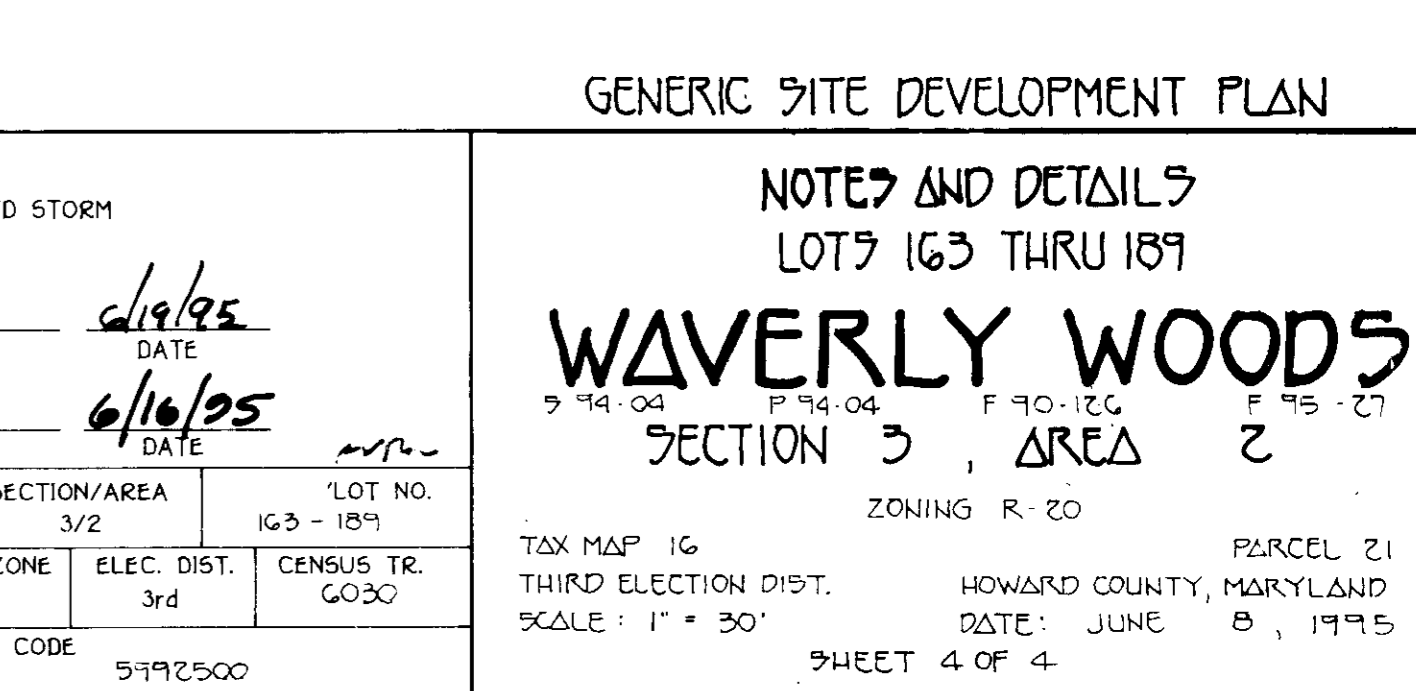 GENERIC SITE DEVELOPMENT PLAN
D STORM
6/19/95
DATE
6/16/95
DATE
SECTION/AREA
3/2
LOT NO.
163 - 189
ZONE
ELEC. DIST.
3rd
CENSUS TR.
6030
CODE
5992500
NOTES AND DETAILS
LOTS 163 THRU 189
WAVERLY WOODS
S 94-04 P 94-04 F 90-126 F 95-27
SECTION 3, AREA 2
ZONING R-20
TAX MAP 16 PARCEL 21
THIRD ELECTION DIST. HOWARD COUNTY, MARYLAND
SCALE: 1" = 30' DATE: JUNE 8, 1995
SHEET 4 OF 4